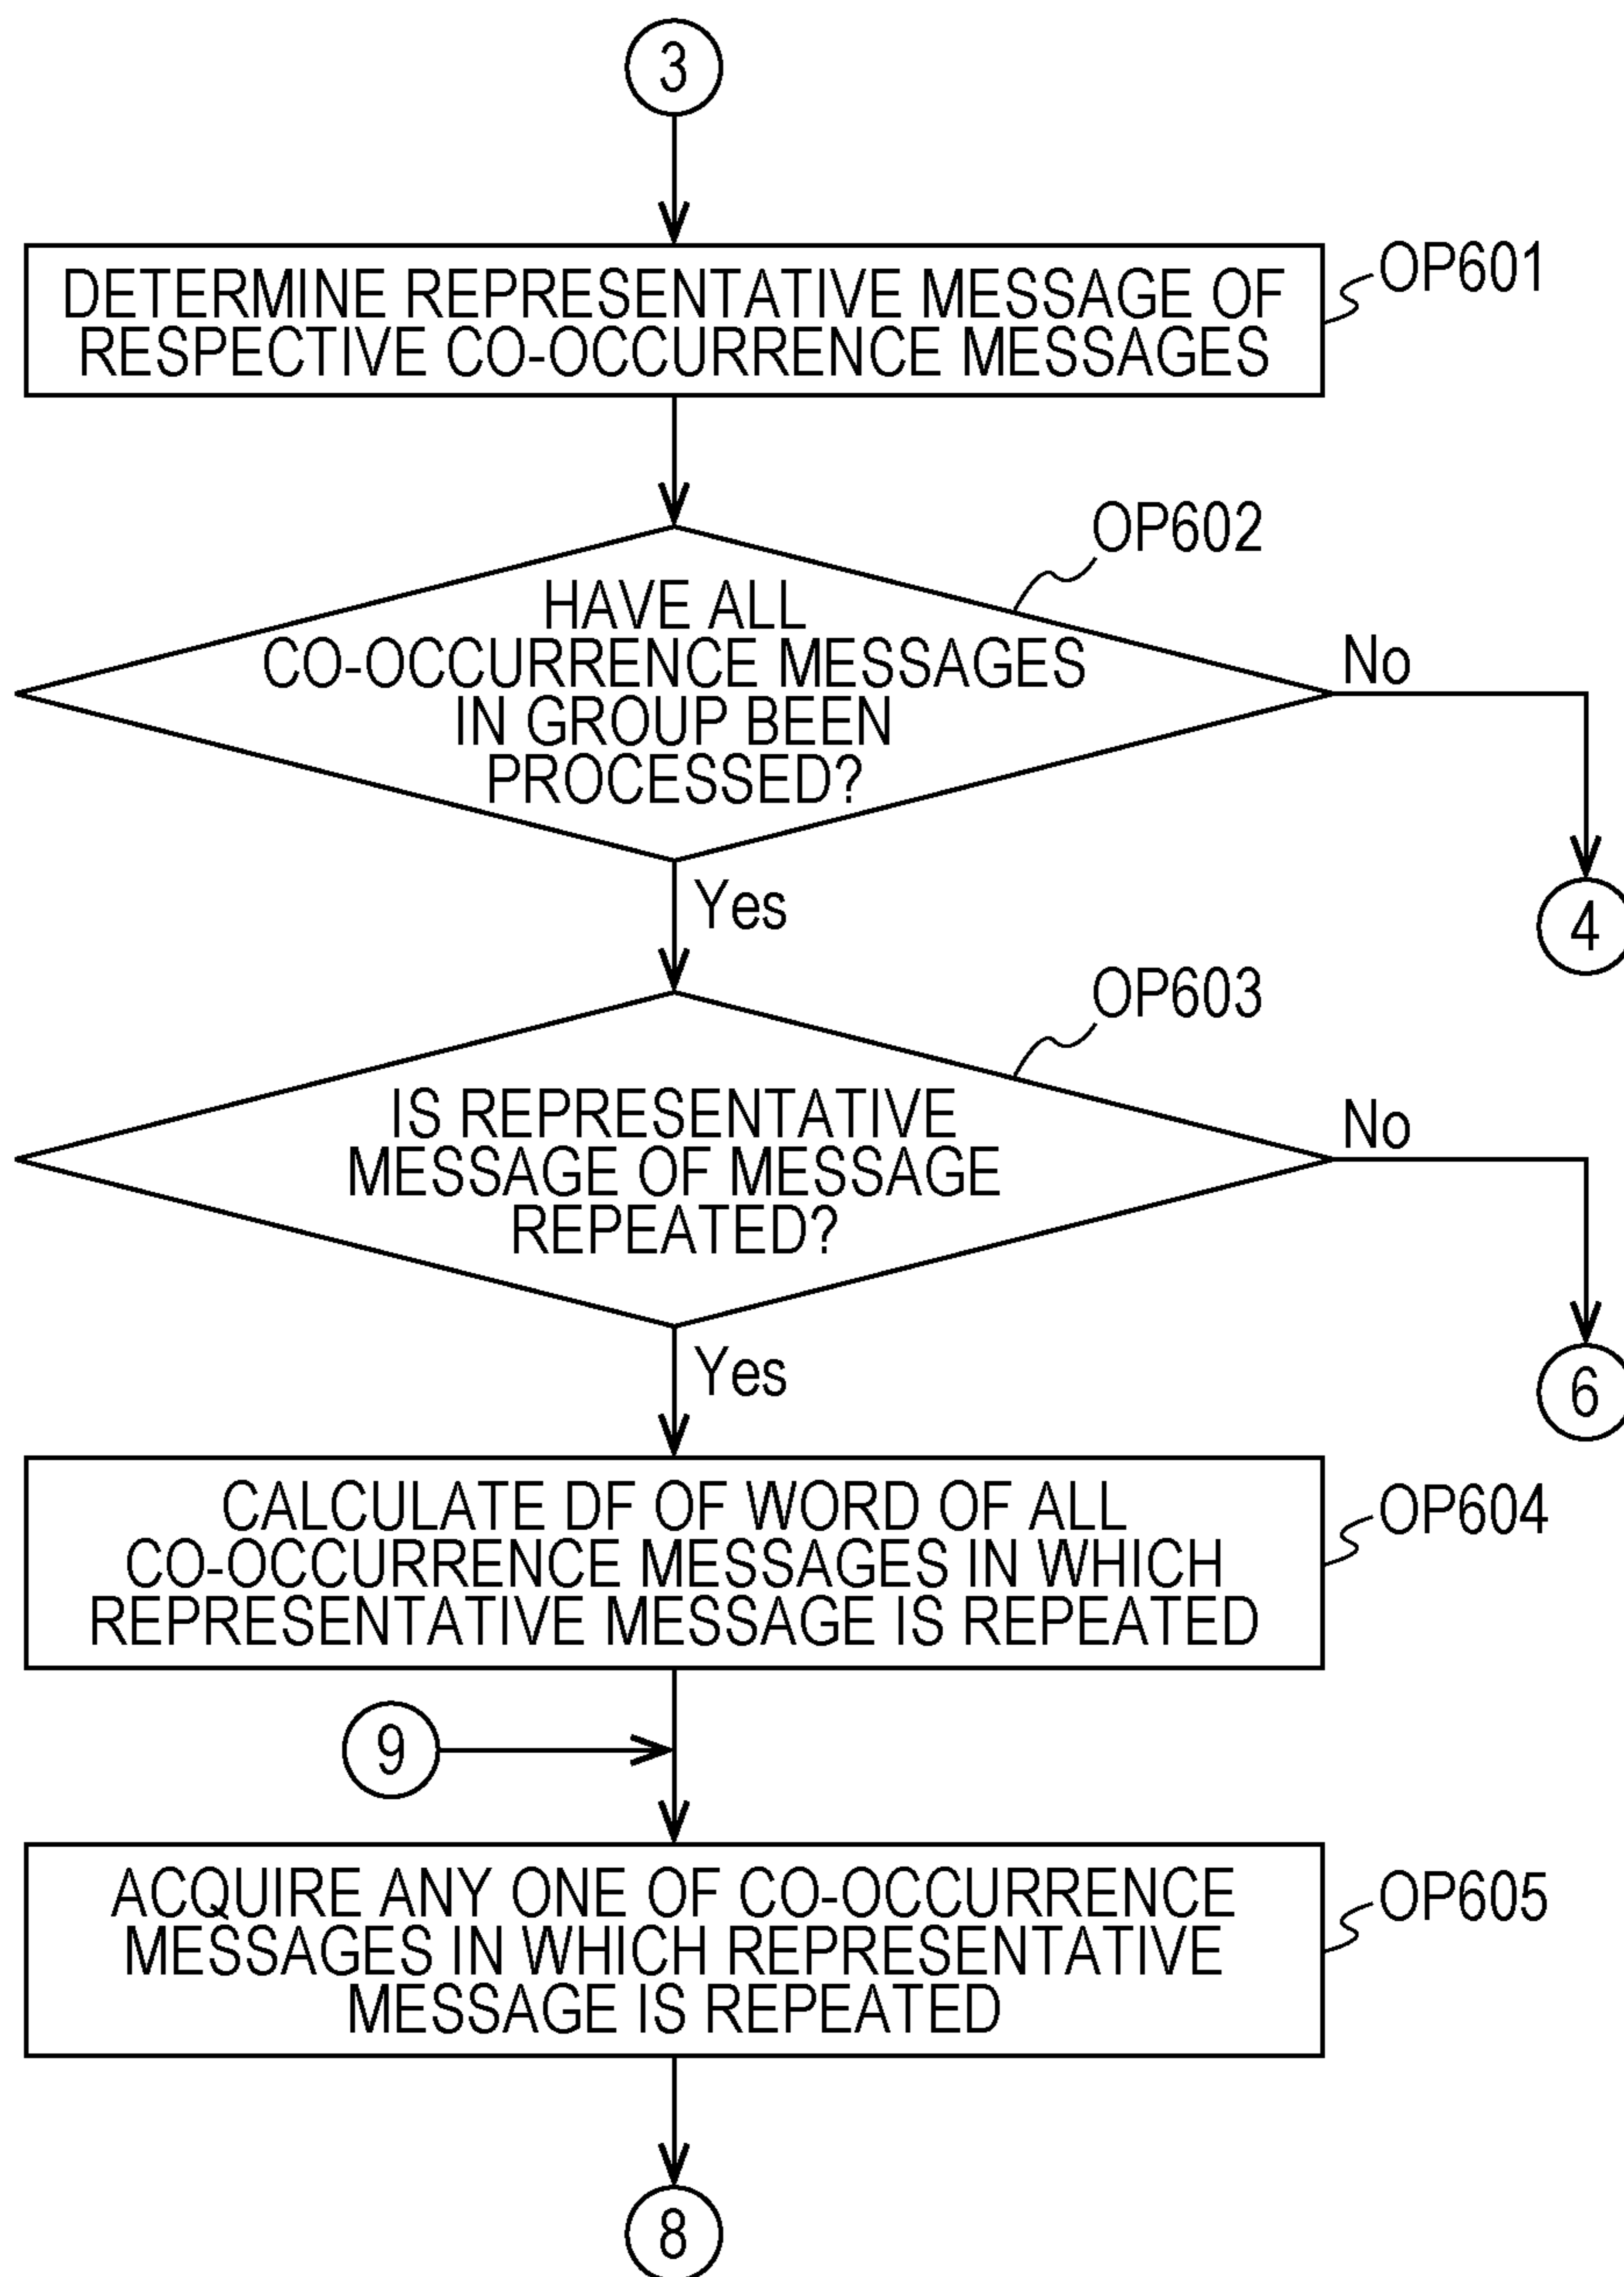 3
DETERMINE REPRESENTATIVE MESSAGE OF
RESPECTIVE CO-OCCURRENCE MESSAGES
OP601
OP602
HAVE ALL
CO-OCCURRENCE MESSAGES
IN GROUP BEEN
PROCESSED?
No
Yes
4
OP603
IS REPRESENTATIVE
MESSAGE OF MESSAGE
REPEATED?
No
Yes
6
CALCULATE DF OF WORD OF ALL
CO-OCCURRENCE MESSAGES IN WHICH
REPRESENTATIVE MESSAGE IS REPEATED
OP604
9
ACQUIRE ANY ONE OF CO-OCCURRENCE
MESSAGES IN WHICH REPRESENTATIVE
MESSAGE IS REPEATED
OP605
8